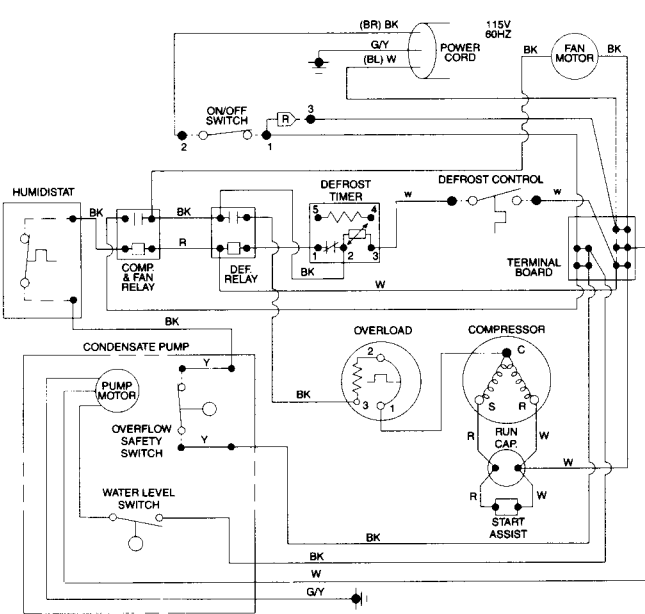 (BR) BK
115V
60HZ
G/Y
POWER
CORD
(BL) W
BK
FAN
MOTOR
BK
ON/OFF
SWITCH
R
3
2
1
HUMIDISTAT
DEFROST
TIMER
DEFROST CONTROL
BK
BK
5
4
W
W
R
1
2
3
COMP.
& FAN
RELAY
DEF.
RELAY
BK
TERMINAL
BOARD
W
BK
OVERLOAD
COMPRESSOR
CONDENSATE PUMP
Y
2
C
PUMP
MOTOR
BK
3
1
S
R
OVERFLOW
SAFETY
SWITCH
Y
R
RUN
CAP.
W
W
WATER LEVEL
SWITCH
R
W
START
ASSIST
BK
BK
W
G/Y